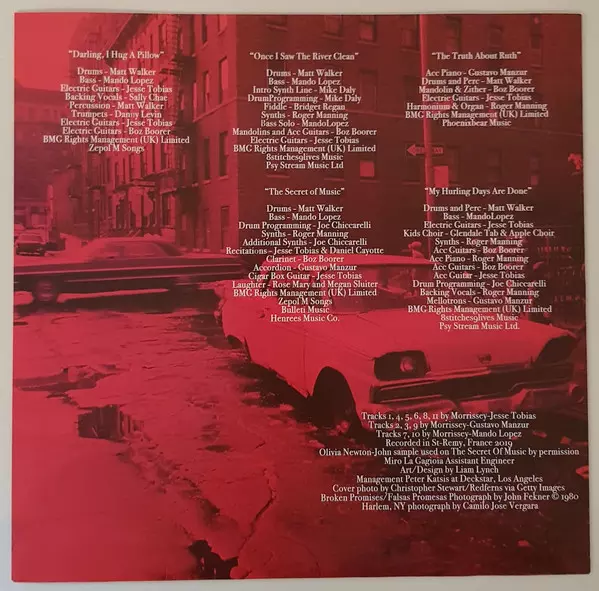 "Darling, I Hug A Pillow"
Drums - Matt Walker
Bass - Mando Lopez
Electric Guitars - Jesse Tobias
Backing Vocals - Sally Chae
Percussion - Matt Walker
Trumpets - Danny Levin
Electric Guitars - Jesse Tobias
Electric Guitars - Boz Boorer
BMG Rights Management (UK) Limited
Zepol M Songs
"Once I Saw The River Clean"
Drums - Matt Walker
Bass - Mando Lopez
Intro Synth Line - Mike Daly
DrumProgramming - Mike Daly
Fiddle - Bridget Regan
Synths - Roger Manning
Bass Solo - MandoLopez
Mandolins and Acc Guitars - Boz Boorer
Electric Guitars - Jesse Tobias
BMG Rights Management (UK) Limited
8stitches9lives Music
Psy Stream Music Ltd.
"The Truth About Ruth"
Acc Piano - Gustavo Manzur
Drums and Perc - Matt Walker
Mandolin & Zither - Boz Boorer
Electric Guitars - Jesse Tobias
Harmonium & Organ - Roger Manning
BMG Rights Management (UK) Limited
Phoenixbear Music
"The Secret of Music"
Drums - Matt Walker
Bass - Mando Lopez
Drum Programming - Joe Chiccarelli
Synths - Roger Manning
Additional Synths - Joe Chiccarelli
Recitations - Jesse Tobias & Daniel Cayotte
Clarinet - Boz Boorer
Accordion - Gustavo Manzur
Cigar Box Guitar - Jesse Tobias
Laughter - Rose Mary and Megan Sluiter
BMG Rights Management (UK) Limited
Zepol M Songs
Bulleti Music
Henrees Music Co.
"My Hurling Days Are Done"
Drums and Perc - Matt Walker
Bass - MandoLopez
Electric Guitars - Jesse Tobias
Kids Choir - Glendale Tab & Apple Choir
Synths - Roger Manning
Acc Guitars - Boz Boorer
Acc Piano - Roger Manning
Acc Guitars - Boz Boorer
Acc Guitar - Jesse Tobias
Drum Programming - Joe Chiccarelli
Backing Vocals - Roger Manning
Mellotrons - Gustavo Manzur
BMG Rights Management (UK) Limited
8stitches9lives Music
Psy Stream Music Ltd.
Tracks 1, 4, 5, 6, 8, 11 by Morrissey-Jesse Tobias
Tracks 2, 3, 9 by Morrissey-Gustavo Manzur
Tracks 7, 10 by Morrissey-Mando Lopez
Recorded in St-Remy, France 2019
Olivia Newton-John sample used on The Secret Of Music by permission
Miro La Gagioia Assistant Engineer
Art/Design by Liam Lynch
Management Peter Katsis at Deckstar, Los Angeles
Cover photo by Christopher Stewart/Redferns via Getty Images
Broken Promises/Falsas Promesas Photograph by John Fekner © 1980
Harlem, NY photograph by Camilo Jose Vergara